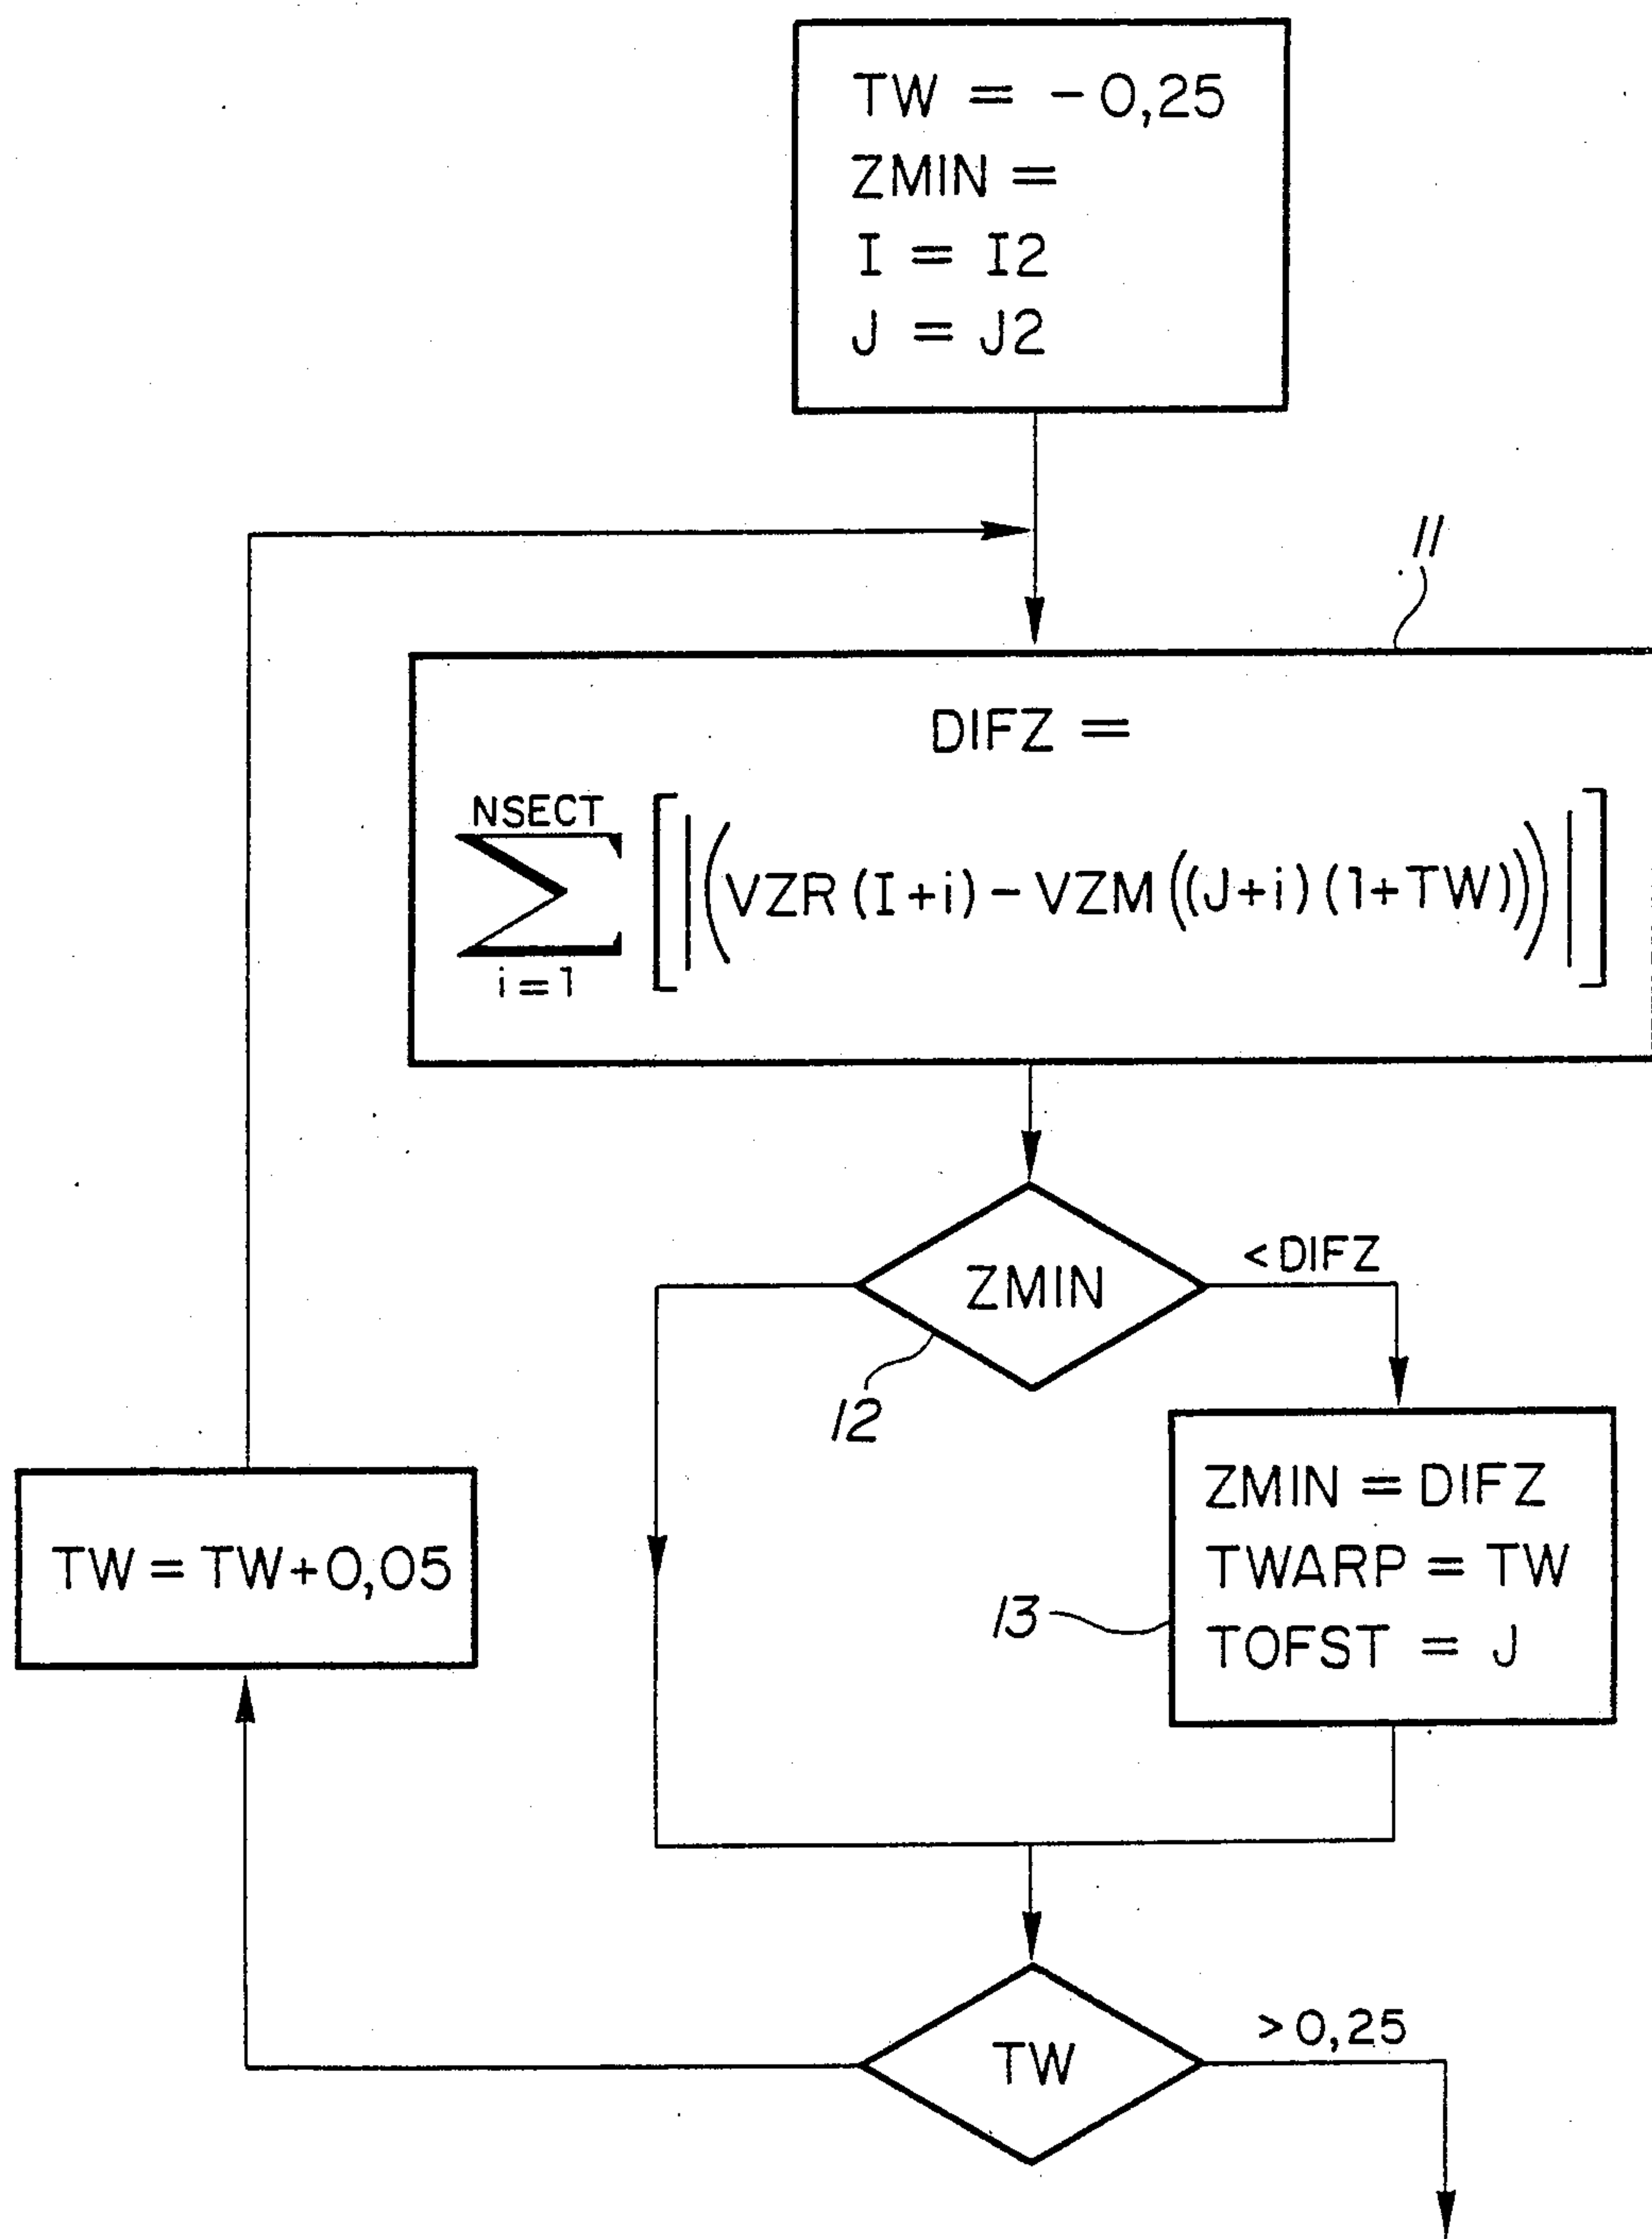 TW = -0,25
ZMIN =
I = I2
J = J2
11
DIFZ =
NSECT
∑ [|(VZR (I+i) - VZM ((J+i) (1+TW)))|]
i=1
ZMIN
< DIFZ
12
ZMIN = DIFZ
TWARP = TW
TOFST = J
13
TW = TW+0,05
TW
> 0,25